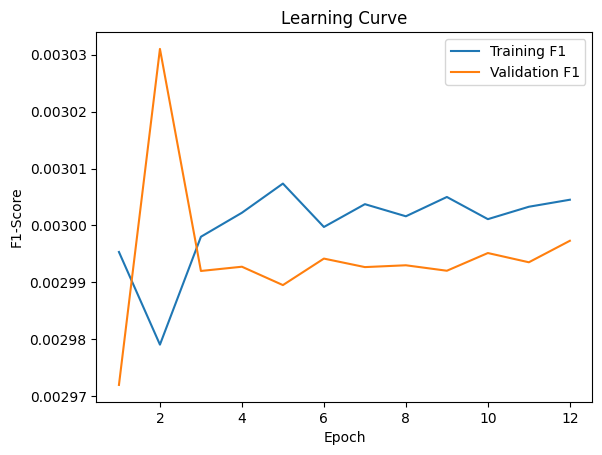 Learning Curve
Training F1
Validation F1
0.00303
0.00302
0.00301
0.00300
0.00299
0.00298
0.00297
F1-Score
2 4 6 8 10 12
Epoch